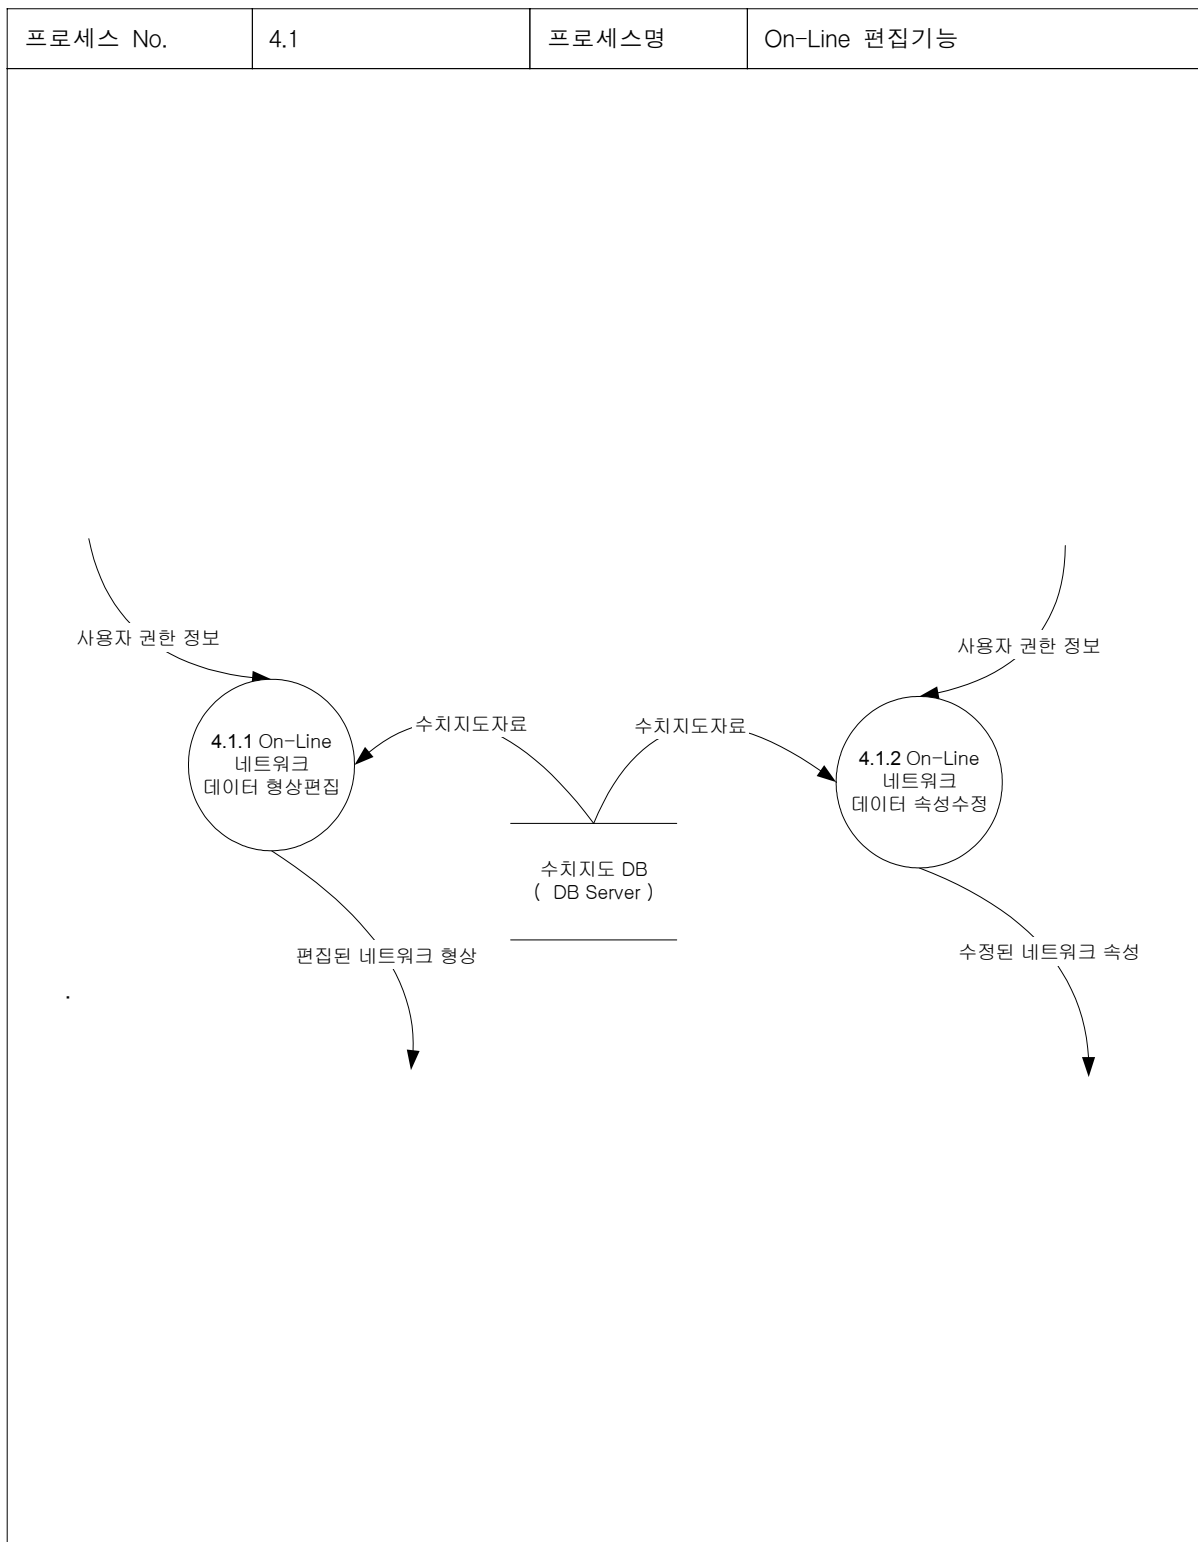 프로세스 No.
4.1
프로세스명
On-Line 편집기능
사용자 권한 정보
사용자 권한 정보
수치지도자료
수치지도자료
4.1.1 On-Line
네트워크
데이터 형상편집
4.1.2 On-Line
네트워크
데이터 속성수정
수치지도 DB
( DB Server )
편집된 네트워크 형상
수정된 네트워크 속성
.